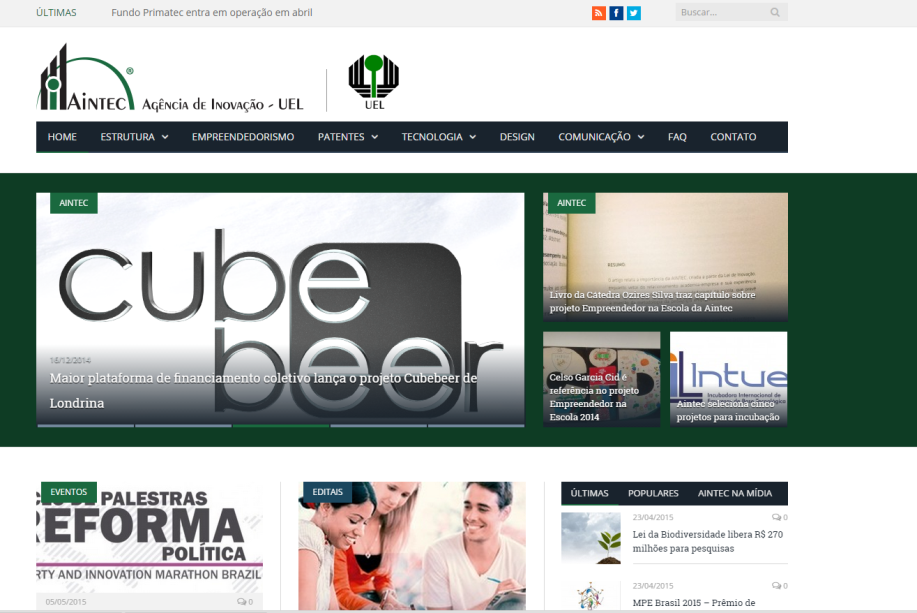 ÚLTIMAS
Fundo Primatec entra em operação em abril
Buscar...
AINTEC® Agência de Inovação - UEL
UEL
HOME ESTRUTURA EMPREENDEDORISMO PATENTES TECNOLOGIA DESIGN COMUNICAÇÃO FAQ CONTATO
AINTEC
cube
beer
16/12/2014
Maior plataforma de financiamento coletivo lança o projeto Cubebeer de
Londrina
AINTEC
RESUMO
Livro da Cátedra Ozires Silva traz capítulo sobre
projeto Empreendedor na Escola da Aintec
Celso Garcia Cid é
referência no projeto
Empreendedor na
Escola 2014
Intue
Incubadora Internacional de
Aintec seleciona cinco
projetos para incubação
EVENTOS
PALESTRAS
REFORMA
POLÍTICA
RTY AND INNOVATION MARATHON BRAZIL
05/05/2015 0
EDITAIS
ÚLTIMAS POPULARES AINTEC NA MÍDIA
23/04/2015 0
Lei da Biodiversidade libera R$ 270
milhões para pesquisas
23/04/2015 0
MPE Brasil 2015 – Prêmio de